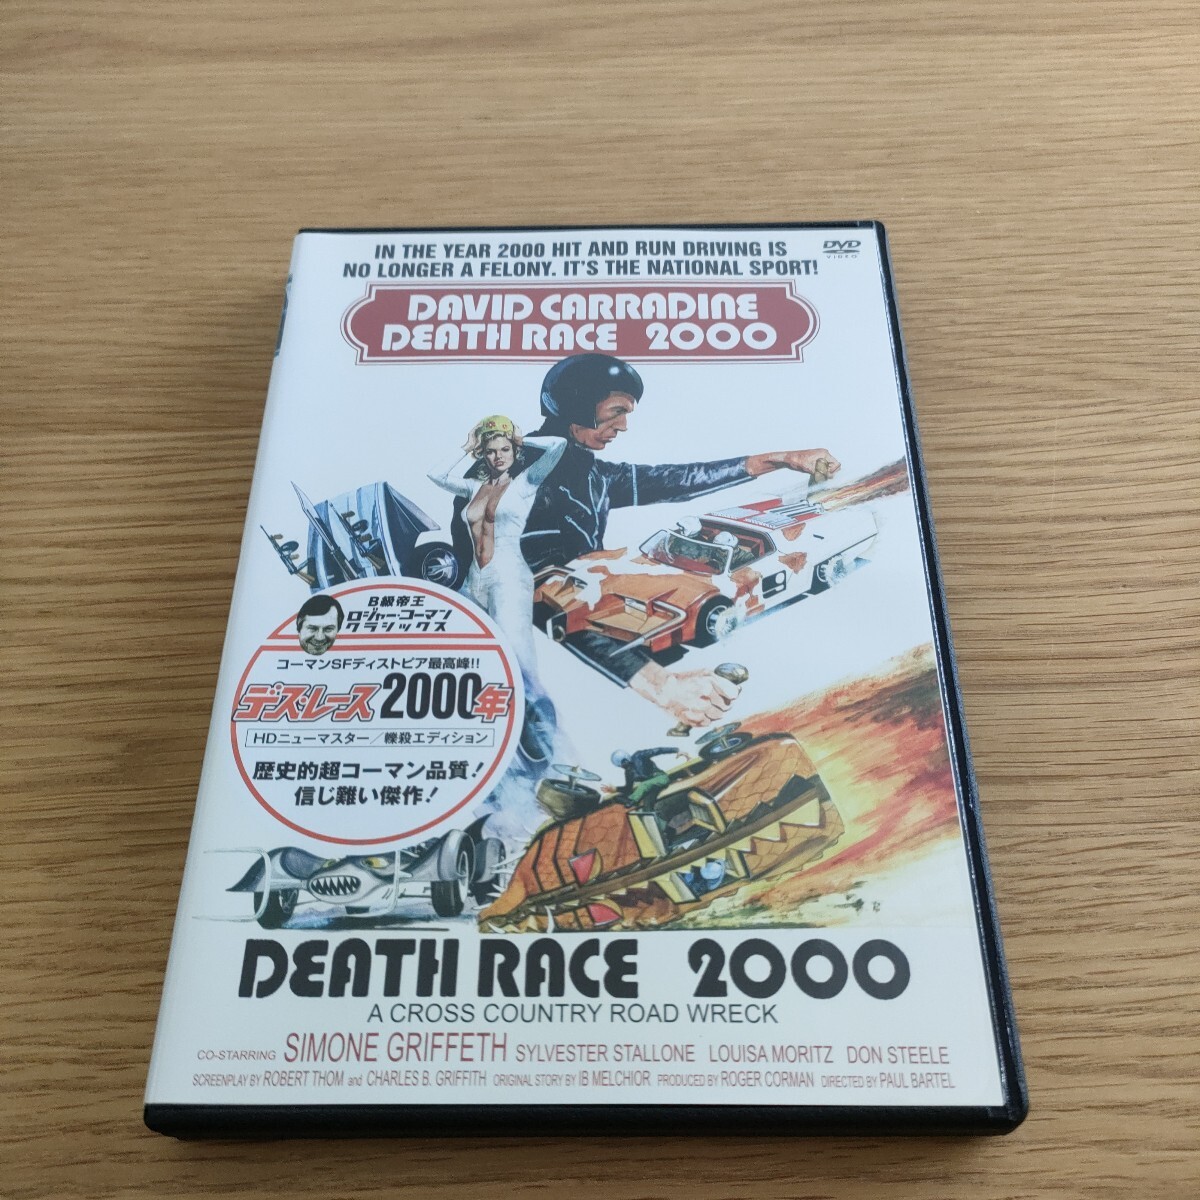 IN THE YEAR 2000 HIT AND RUN DRIVING IS
NO LONGER A FELONY. IT'S THE NATIONAL SPORT!
DVD
VIDEO
DAVID CARRADINE
DEATH RACE 2000
B級帝王
ロジャー・コーマン
クラシックス
コーマンSFディストピア最高峰!!
デス・レース2000年
HDニューマスター/轢殺エディション
歴史的超コーマン品質!
信じ難い傑作!
DEATH RACE 2000
A CROSS COUNTRY ROAD WRECK
CO-STARRING SIMONE GRIFFETH SYLVESTER STALLONE LOUISA MORITZ DON STEELE
SCREENPLAY BY ROBERT THOM and CHARLES B. GRIFFITH ORIGINAL STORY BY IB MELCHIOR PRODUCED BY ROGER CORMAN DIRECTED BY PAUL BARTEL